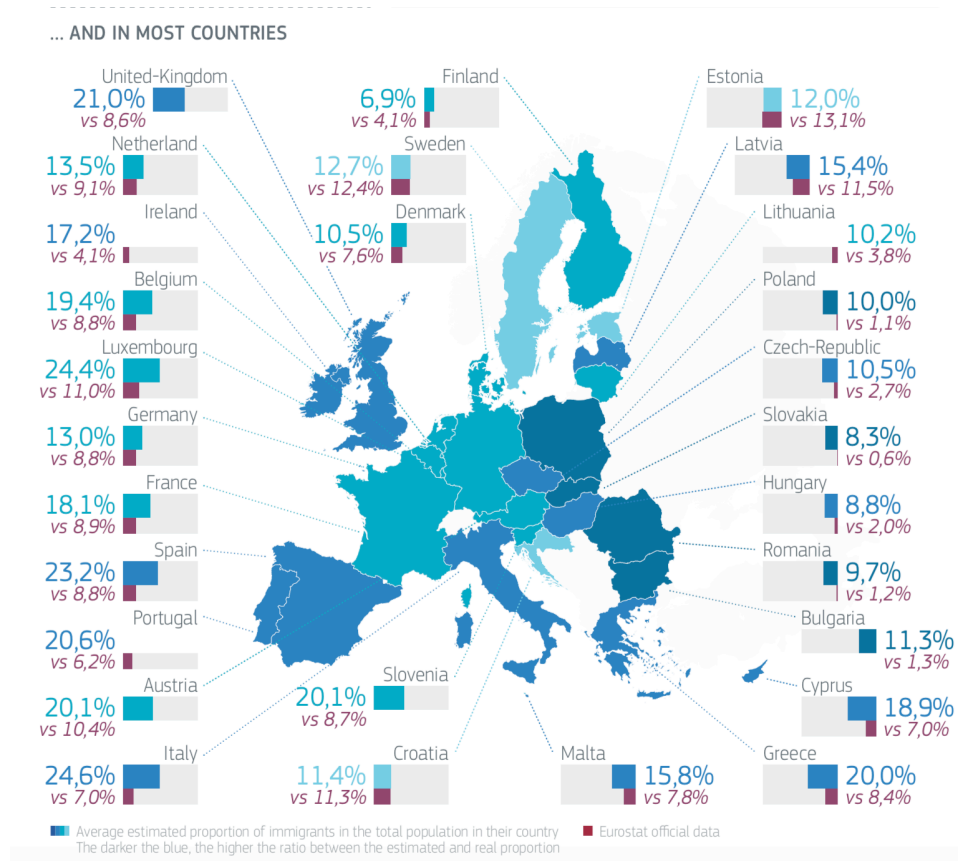 ... AND IN MOST COUNTRIES
United-Kingdom
21,0%
vs 8,6%
Finland
6,9%
vs 4,1%
Estonia
12,0%
vs 13,1%
Netherland
13,5%
vs 9,1%
Sweden
12,7%
vs 12,4%
Latvia
15,4%
vs 11,5%
Ireland
17,2%
vs 4,1%
Denmark
10,5%
vs 7,6%
Lithuania
10,2%
vs 3,8%
Belgium
19,4%
vs 8,8%
Poland
10,0%
vs 1,1%
Luxembourg
24,4%
vs 11,0%
Czech-Republic
10,5%
vs 2,7%
Germany
13,0%
vs 8,8%
Slovakia
8,3%
vs 0,6%
France
18,1%
vs 8,9%
Hungary
8,8%
vs 2,0%
Spain
23,2%
vs 8,8%
Romania
9,7%
vs 1,2%
Portugal
20,6%
vs 6,2%
Bulgaria
11,3%
vs 1,3%
Austria
20,1%
vs 10,4%
Slovenia
20,1%
vs 8,7%
Cyprus
18,9%
vs 7,0%
Italy
24,6%
vs 7,0%
Croatia
11,4%
vs 11,3%
Malta
15,8%
vs 7,8%
Greece
20,0%
vs 8,4%
Average estimated proportion of immigrants in the total population in their country
The darker the blue, the higher the ratio between the estimated and real proportion
Eurostat official data